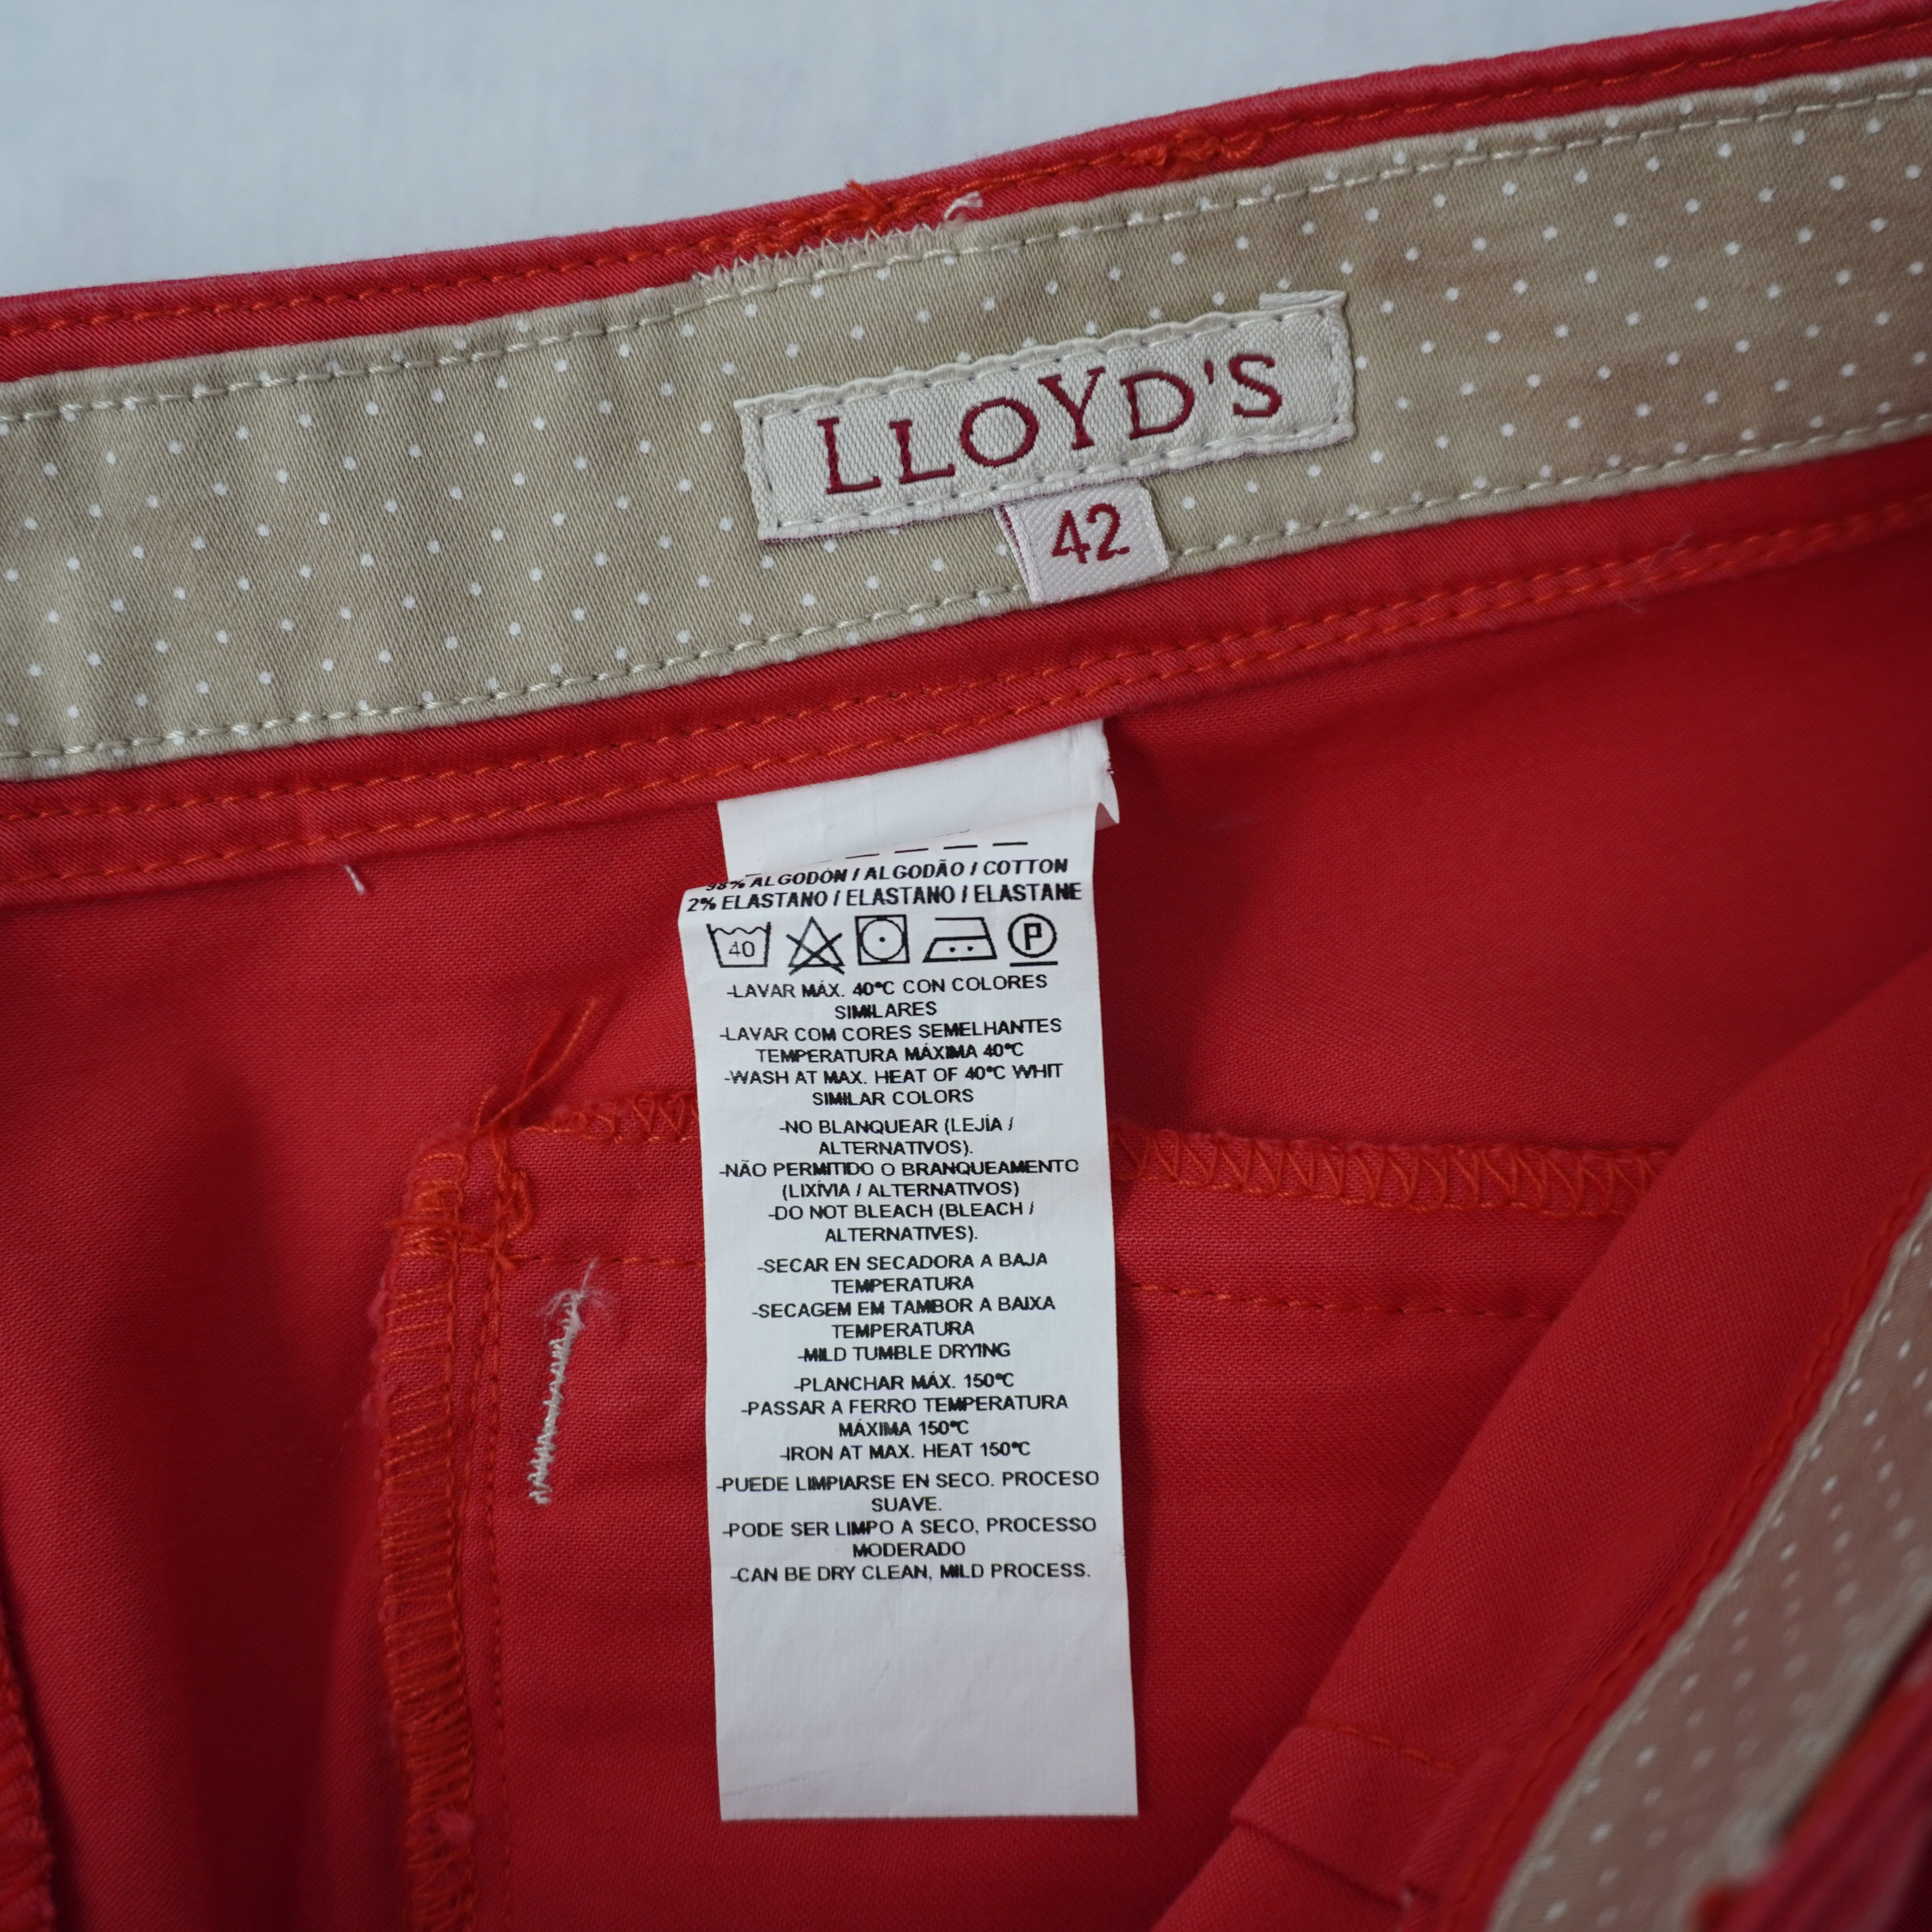 LLOYD'S
42
98% ALGODÓN / ALGODÃO / COTTON
2% ELASTANO / ELASTANO / ELASTANE
40 P
-LAVAR MÁX. 40ºC CON COLORES
SIMILARES
-LAVAR COM CORES SEMELHANTES
TEMPERATURA MÁXIMA 40ºC
-WASH AT MAX. HEAT OF 40ºC WHIT
SIMILAR COLORS
-NO BLANQUEAR (LEJÍA /
ALTERNATIVOS).
-NÃO PERMITIDO O BRANQUEAMENTO
(LIXÍVIA / ALTERNATIVOS)
-DO NOT BLEACH (BLEACH /
ALTERNATIVES).
-SECAR EN SECADORA A BAJA
TEMPERATURA
-SECAGEM EM TAMBOR A BAIXA
TEMPERATURA
-MILD TUMBLE DRYING
-PLANCHAR MÁX. 150ºC
-PASSAR A FERRO TEMPERATURA
MÁXIMA 150ºC
-IRON AT MAX. HEAT 150ºC
-PUEDE LIMPIARSE EN SECO. PROCESO
SUAVE.
-PODE SER LIMPO A SECO, PROCESSO
MODERADO
-CAN BE DRY CLEAN, MILD PROCESS.